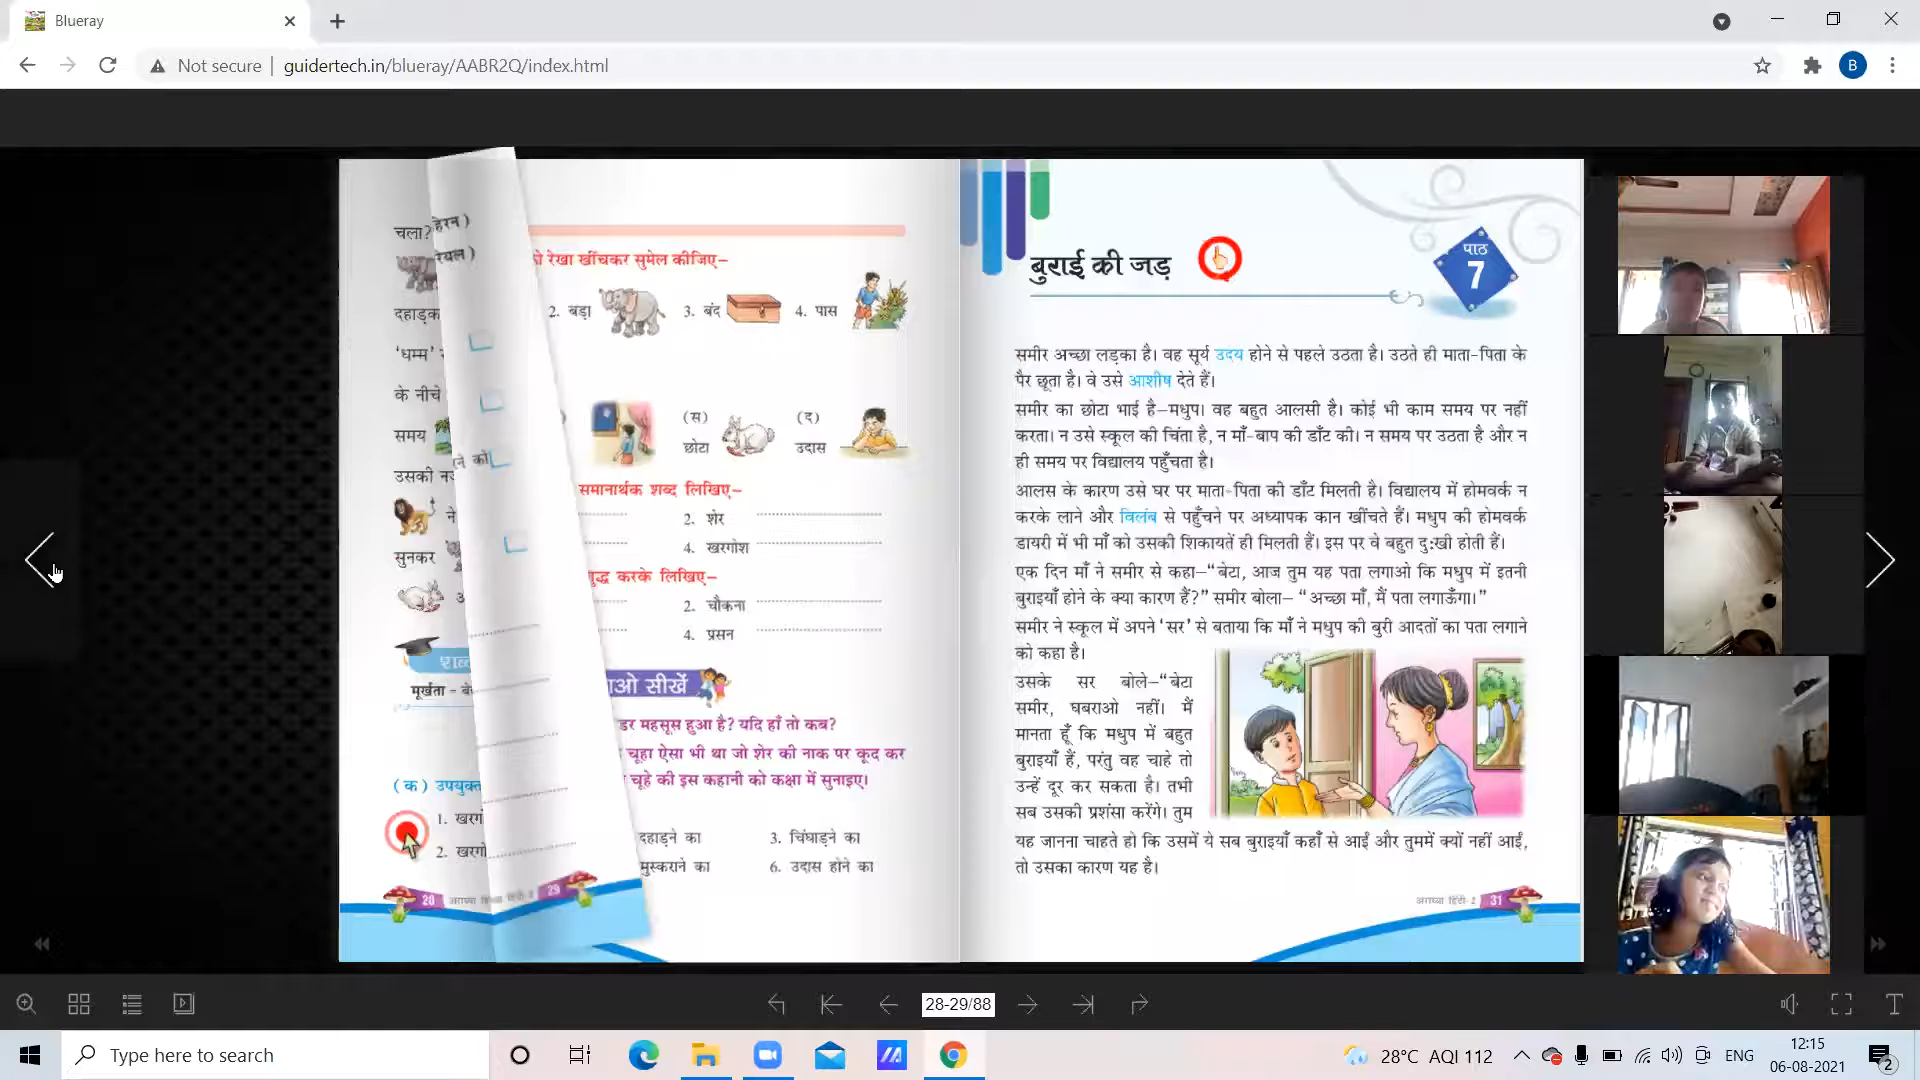 Blueray
Not secure
guidertech.in/blueray/AABR2Q/index.html
चला?
दहाड़क
'धम्म'
के नीचे
समय
उसकी
ने
सुनकर
मूर्खता –
(क) उपयुक्त
1. खरगो
2. खरगो
28
हिंदी-2
29
रेखा खींचकर सुमेल कीजिए–
2. बड़ा
3. बंद
4. पास
(स)
छोटा
(द)
उदास
समानार्थक शब्द लिखिए–
2. शेर
4. खरगोश
करके लिखिए–
2. चौकना
4. प्रसन
सीखें
डर महसूस हुआ है? यदि हाँ तो कब?
चूहा ऐसा भी था जो शेर की नाक पर कूद कर
चूहे की इस कहानी को कक्षा में सुनाइए।
दहाड़ने का
3. चिंघाड़ने का
मुस्कराने का
6. उदास होने का
बुराई की जड़
पाठ
7
समीर अच्छा लड़का है। वह सूर्य उदय होने से पहले उठता है। उठते ही माता-पिता के
पैर छूता है। वे उसे आशीष देते हैं।
समीर का छोटा भाई है–मधुप। वह बहुत आलसी है। कोई भी काम समय पर नहीं
करता। न उसे स्कूल की चिंता है, न माँ-बाप की डाँट की। न समय पर उठता है और न
ही समय पर विद्यालय पहुँचता है।
आलस के कारण उसे घर पर माता-पिता की डाँट मिलती है। विद्यालय में होमवर्क न
करके लाने और विलंब से पहुँचने पर अध्यापक कान खींचते हैं। मधुप की होमवर्क
डायरी में भी माँ को उसकी शिकायतें ही मिलती हैं। इस पर वे बहुत दुःखी होती हैं।
एक दिन माँ ने समीर से कहा–"बेटा, आज तुम यह पता लगाओ कि मधुप में इतनी
बुराइयाँ होने के क्या कारण हैं?" समीर बोला– "अच्छा माँ, मैं पता लगाऊँगा।"
समीर ने स्कूल में अपने 'सर' से बताया कि माँ ने मधुप की बुरी आदतों का पता लगाने
को कहा है।
उसके सर बोले–"बेटा
समीर, घबराओ नहीं। मैं
मानता हूँ कि मधुप में बहुत
बुराइयाँ हैं, परंतु वह चाहे तो
उन्हें दूर कर सकता है। तभी
सब उसकी प्रशंसा करेंगे। तुम
यह जानना चाहते हो कि उसमें ये सब बुराइयाँ कहाँ से आईं और तुममें क्यों नहीं आईं,
तो उसका कारण यह है।
हिंदी-2
31
28-29/88
Type here to search
28°C AQI 112
ENG
12:15
06-08-2021
2
B